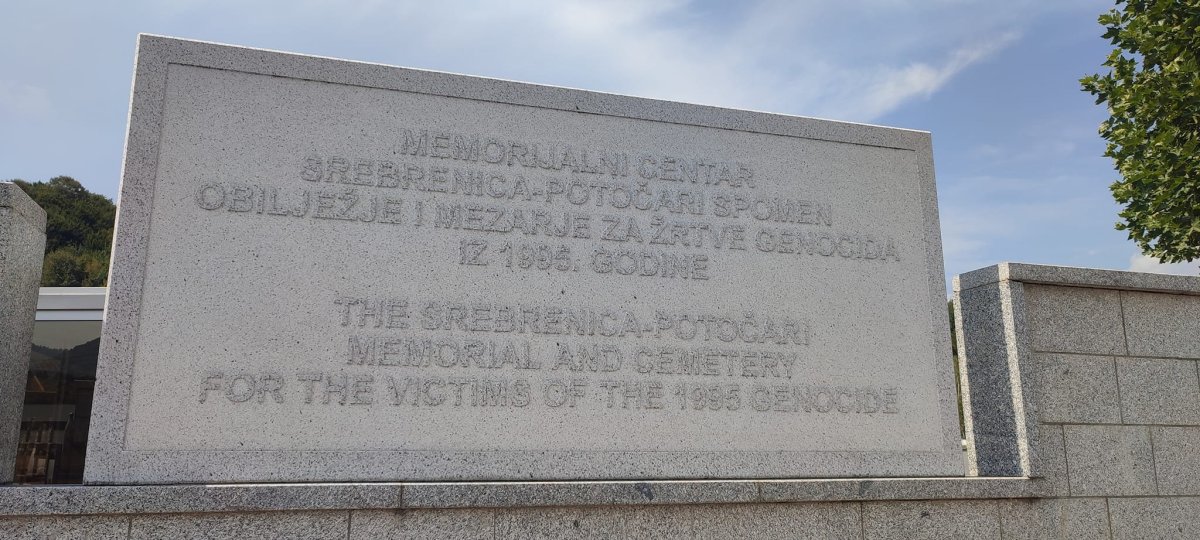 MEMORIJALNI CENTAR
SREBRENICA-POTOČARI SPOMEN
OBILJEŽJE I MEZARJE ZA ŽRTVE GENOCIDA
IZ 1995. GODINE
THE SREBRENICA-POTOČARI
MEMORIAL AND CEMETERY
FOR THE VICTIMS OF THE 1995 GENOCIDE